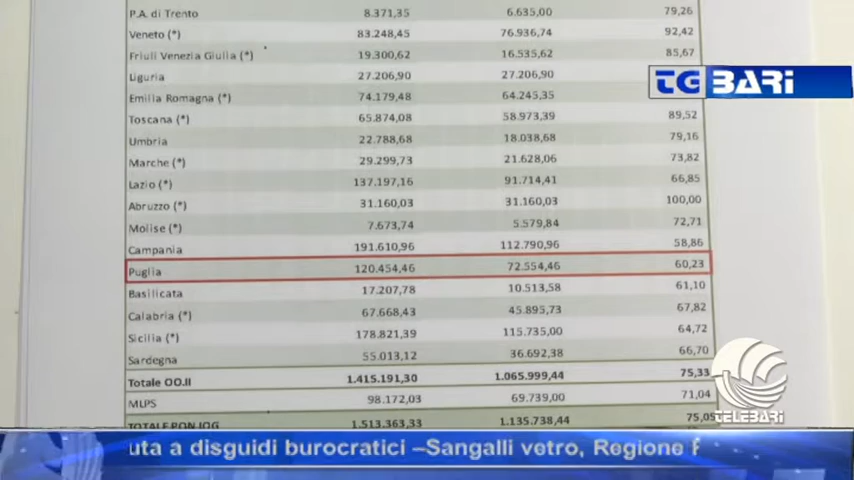 P.A. di Trento 8.371,35 6.635,00 79,26
Veneto (*) 83.248,45 76.936,74 92,42
Friuli Venezia Giulia (*) 19.300,62 16.535,62 85,67
Liguria 27.206,90 27.206,90
Emilia Romagna (*) 74.179,48 64.245,35
TGBARI
Toscana (*) 65.874,08 58.973,39 89,52
Umbria 22.788,68 18.038,68 79,16
Marche (*) 29.299,73 21.628,06 73,82
Lazio (*) 137.197,16 91.714,41 66,85
Abruzzo (*) 31.160,03 31.160,03 100,00
Molise (*) 7.673,74 5.579,84 72,71
Campania 191.610,96 112.790,96 58,86
Puglia 120.454,46 72.554,46 60,23
Basilicata 17.207,78 10.513,58 61,10
Calabria (*) 67.668,43 45.895,73 67,82
Sicilia (*) 178.821,39 115.735,00 64,72
Sardegna 55.013,12 36.692,38 66,70
Totale OO.II 1.415.191,30 1.065.999,44 75,33
MLPS 98.172,03 69.739,00 71,04
TOTALE PON IOG 1.513.363,33 1.135.738,44 75,05
TELEBARI
uta a disguidi burocratici –Sangalli vetro, Regione